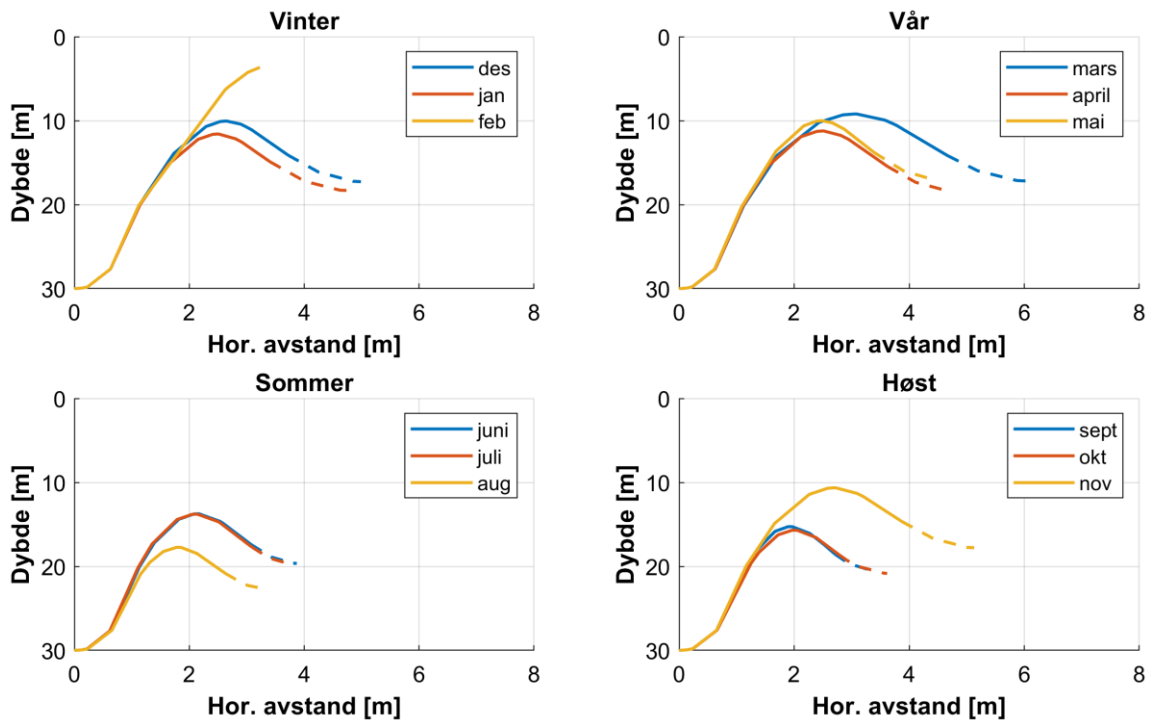 Vinter
0
10
20
30
Dybde [m]
0 2 4 6 8
Hor. avstand [m]
des
jan
feb
Vår
0
10
20
30
Dybde [m]
0 2 4 6 8
Hor. avstand [m]
mars
april
mai
Sommer
0
10
20
30
Dybde [m]
0 2 4 6 8
Hor. avstand [m]
juni
juli
aug
Høst
0
10
20
30
Dybde [m]
0 2 4 6 8
Hor. avstand [m]
sept
okt
nov